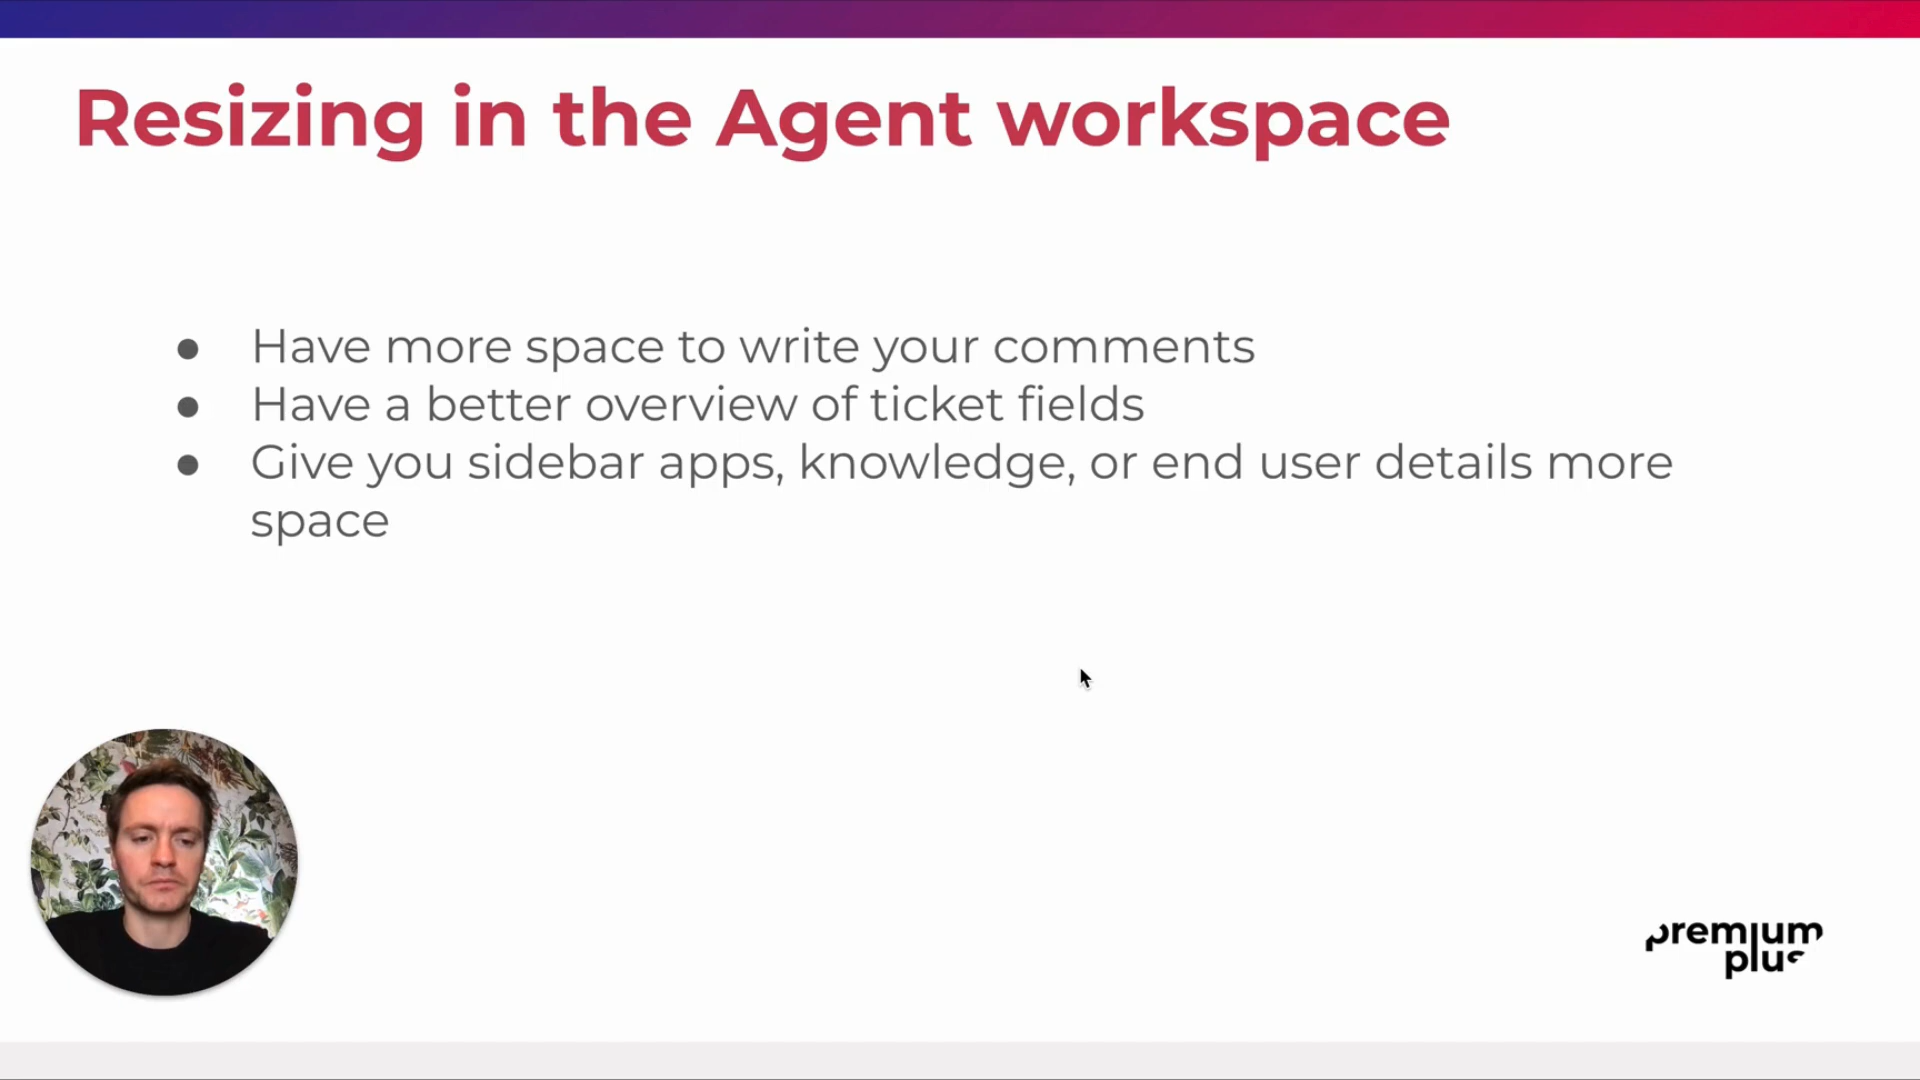 Resizing in the Agent workspace
● Have more space to write your comments
● Have a better overview of ticket fields
● Give you sidebar apps, knowledge, or end user details more
space
premium
plus